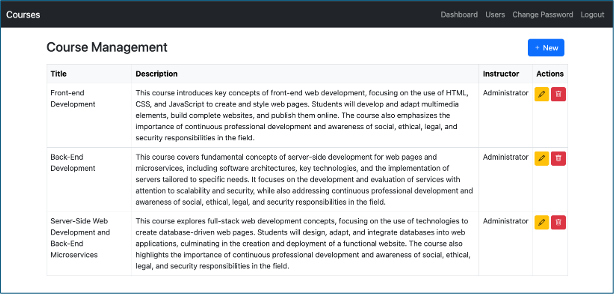 Courses Dashboard Users Change Password Logout
Course Management + New
Title Description Instructor Actions
Front-end This course introduces key concepts of front-end web development, focusing on the use of HTML, Administrator
Development CSS, and JavaScript to create and style web pages. Students will develop and adapt multimedia
elements, build complete websites, and publish them online. The course also emphasizes the
importance of continuous professional development and awareness of social, ethical, legal, and
security responsibilities in the field.
Back-End This course covers fundamental concepts of server-side development for web pages and Administrator
Development microservices, including software architectures, key technologies, and the implementation of
servers tailored to specific needs. It focuses on the development and evaluation of services with
attention to scalability and security, while also addressing continuous professional development and
awareness of social, ethical, legal, and security responsibilities in the field.
Server-Side Web This course explores full-stack web development concepts, focusing on the use of technologies to Administrator
Development and create database-driven web pages. Students will design, adapt, and integrate databases into web
Back-End applications, culminating in the creation and deployment of a functional website. The course also
Microservices highlights the importance of continuous professional development and awareness of social, ethical,
legal, and security responsibilities in the field.